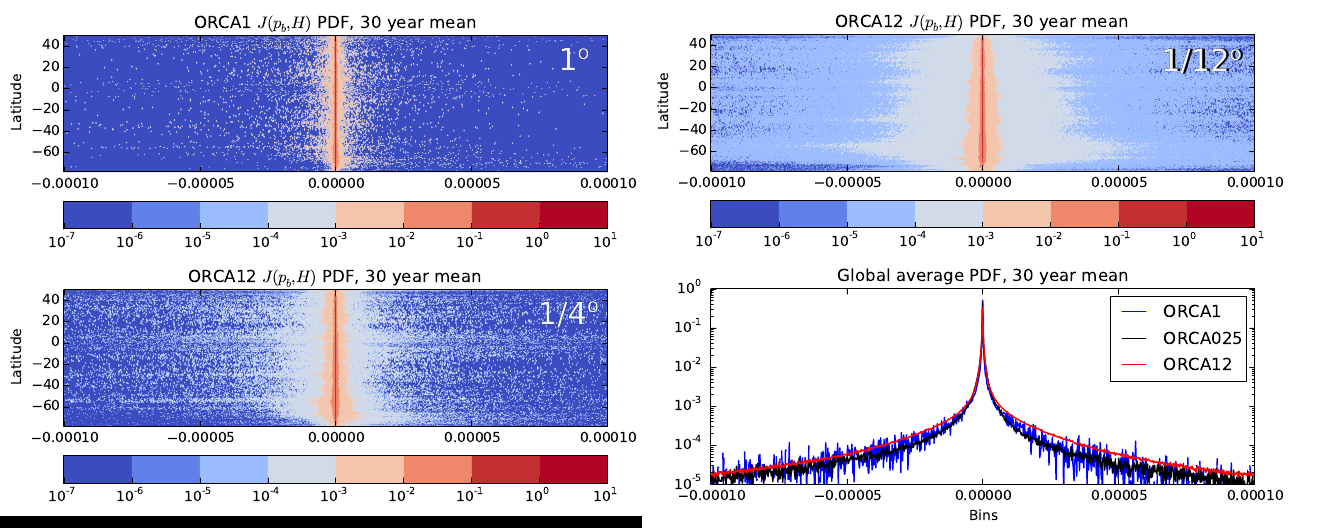 ORCA1 J(p_b,H) PDF, 30 year mean
40
20
0
−20
−40
−60
Latitude
1º
−0.00010 −0.00005 0.00000 0.00005 0.00010
10^-7 10^-6 10^-5 10^-4 10^-3 10^-2 10^-1 10^0 10^1
ORCA12 J(p_b,H) PDF, 30 year mean
40
20
0
−20
−40
−60
Latitude
1/12º
−0.00010 −0.00005 0.00000 0.00005 0.00010
10^-7 10^-6 10^-5 10^-4 10^-3 10^-2 10^-1 10^0 10^1
ORCA12 J(p_b,H) PDF, 30 year mean
40
20
0
−20
−40
−60
Latitude
1/4º
−0.00010 −0.00005 0.00000 0.00005 0.00010
10^-7 10^-6 10^-5 10^-4 10^-3 10^-2 10^-1 10^0 10^1
Global average PDF, 30 year mean
10^0
10^-1
10^-2
10^-3
10^-4
10^-5
ORCA1
ORCA025
ORCA12
−0.00010 −0.00005 0.00000 0.00005 0.00010
Bins